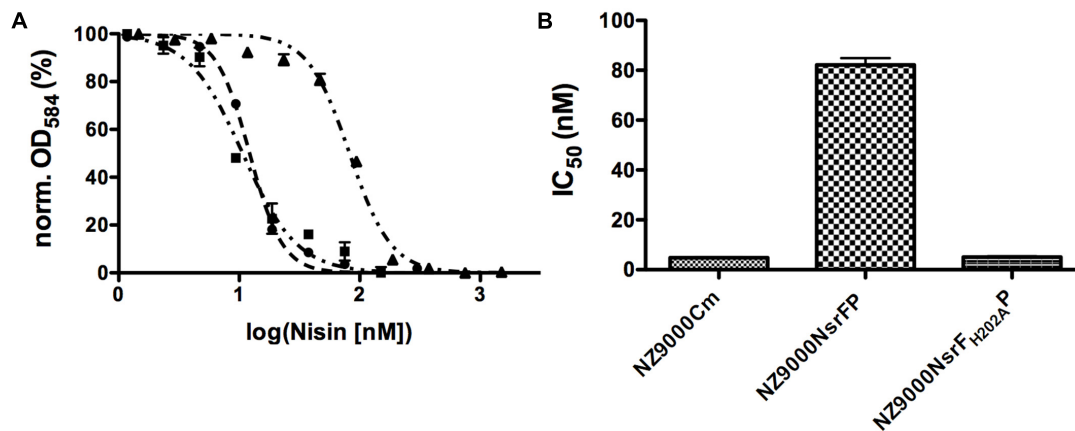 A
norm. OD584 (%)
100
80
60
40
20
0
0 1 2 3
log(Nisin [nM])
B
IC50 (nM)
100
80
60
40
20
0
NZ9000Cm
NZ9000NsrFP
NZ9000NsrFH202AP